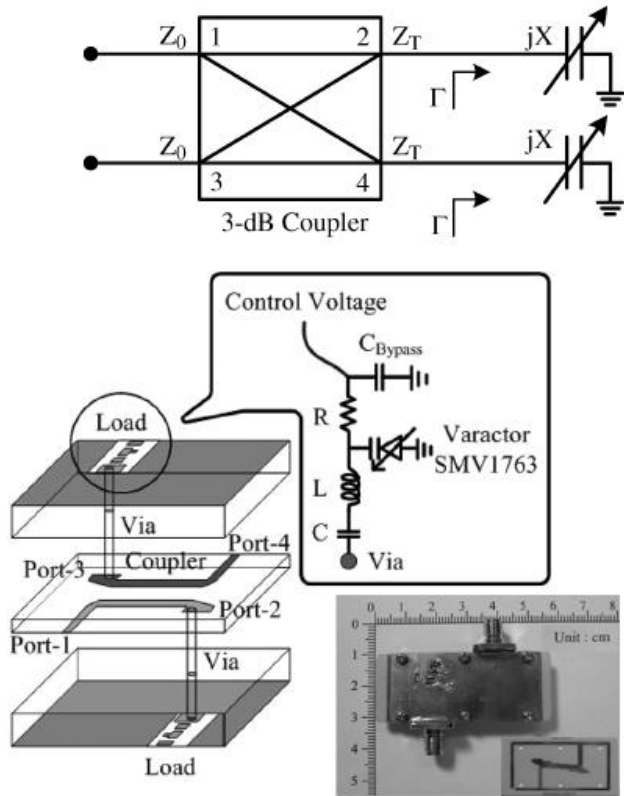 Z0 1 2 ZT jX
Γ
Z0 ZT jX
3 4
Γ
3-dB Coupler
Control Voltage
CBypass
R
Load
Varactor
SMV1763
L
Via
C
Coupler
Port-4
Port-3
Via
Port-2
Port-1
Via
Load
0 1 2 3 4 5 6 7 8
0
Unit : cm
1
2
3
4
5